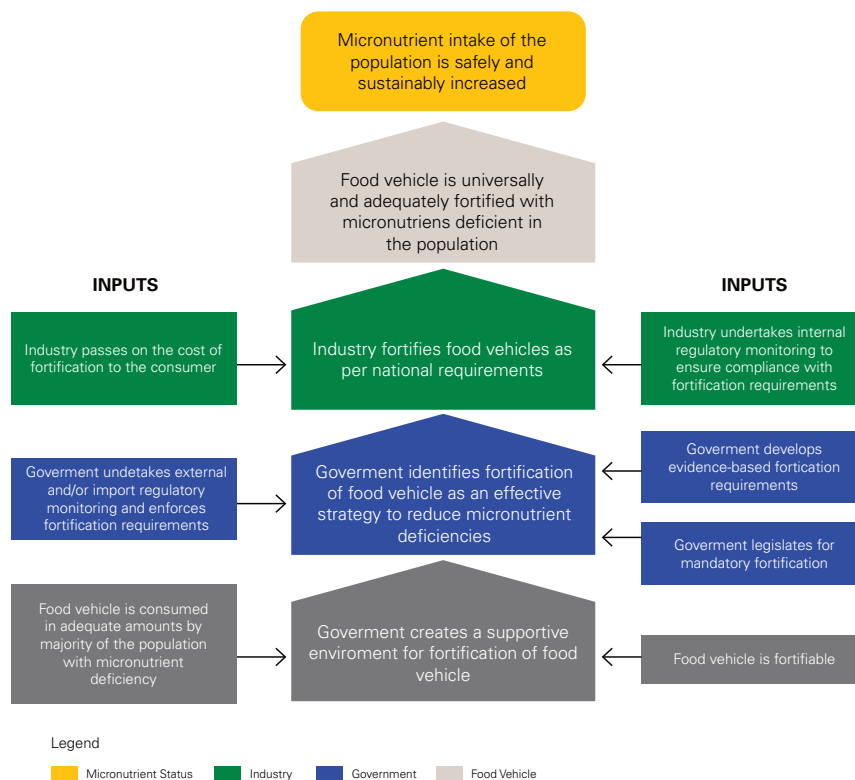 Micronutrient intake of the
population is safely and
sustainably increased
Food vehicle is universally
and adequately fortified with
micronutriens deficient in
the population
INPUTS
INPUTS
Industry passes on the cost of
fortification to the consumer
Industry fortifies food vehicles as
per national requirements
Industry undertakes internal
regulatory monitoring to
ensure compliance with
fortification requirements
Goverment undetakes external
and/or import regulatory
monitoring and enforces
fortification requirements
Goverment identifies fortification
of food vehicle as an effective
strategy to reduce micronutrient
deficiencies
Goverment develops
evidence-based fortication
requirements
Goverment legislates for
mandatory fortification
Food vehicle is consumed
in adequate amounts by
majority of the population
with micronutrient
deficiency
Goverment creates a supportive
enviroment for fortification of food
vehicle
Food vehicle is fortifiable
Legend
Micronutrient Status
Industry
Government
Food Vehicle